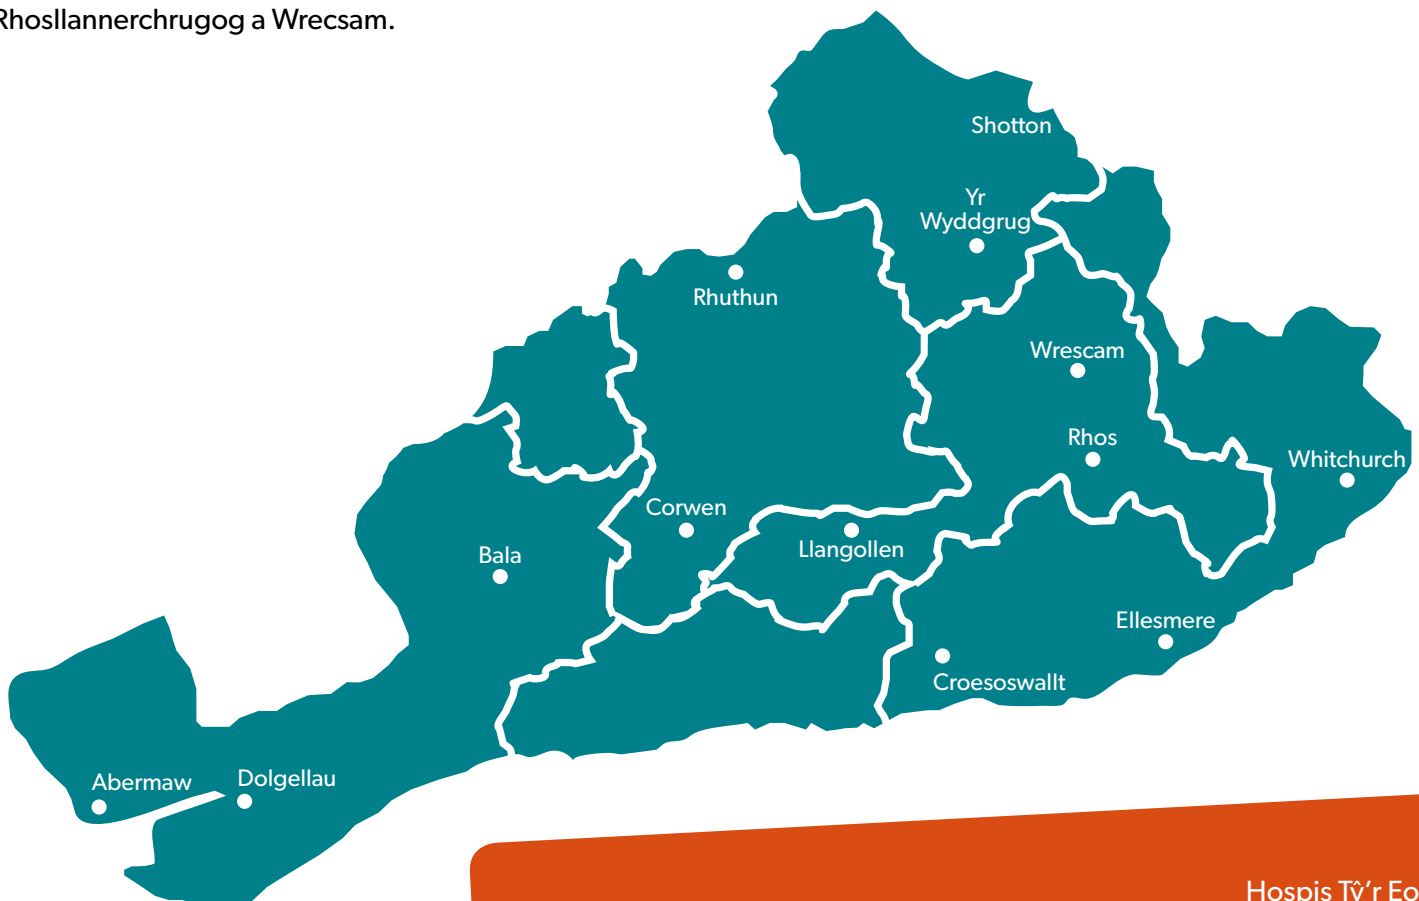 Rhosllannerchrugog a Wrecsam.
Shotton
Yr
Wyddgrug
Rhuthun
Wrescam
Rhos
Whitchurch
Corwen
Llangollen
Bala
Ellesmere
Croesoswallt
Abermaw
Dolgellau
Hospis Tŷ’r Eo